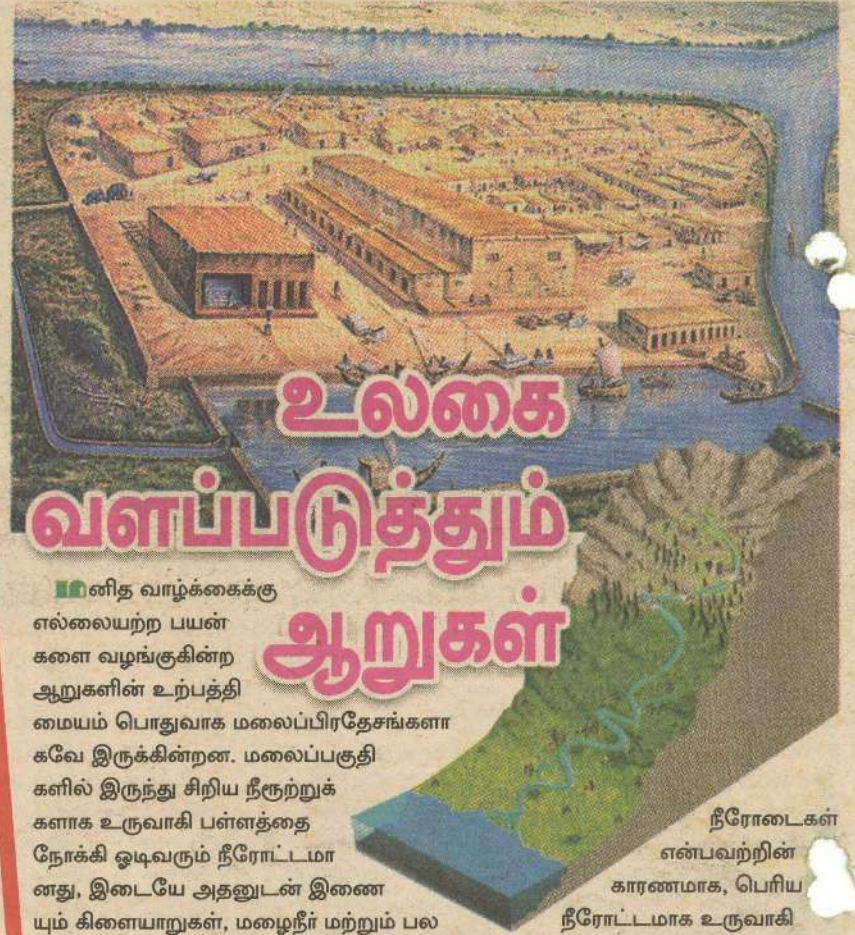 உலகை
வளப்படுத்தும்
ஆறுகள்
மனித வாழ்க்கைக்கு
எல்லையற்ற பயன்
களை வழங்குகின்ற
ஆறுகளின் உற்பத்தி
மையம் பொதுவாக மலைப்பிரதேசங்களா
கவே இருக்கின்றன. மலைப்பகுதி
களில் இருந்து சிறிய நீரூற்றுக்
களாக உருவாகி பள்ளத்தை
நோக்கி ஓடிவரும் நீரோட்டமா
னது, இடையே அதனுடன் இணை
யும் கிளையாறுகள், மழைநீர் மற்றும் பல
நீரோடைகள்
என்பவற்றின்
காரணமாக, பெரிய
நீரோட்டமாக உருவாகி